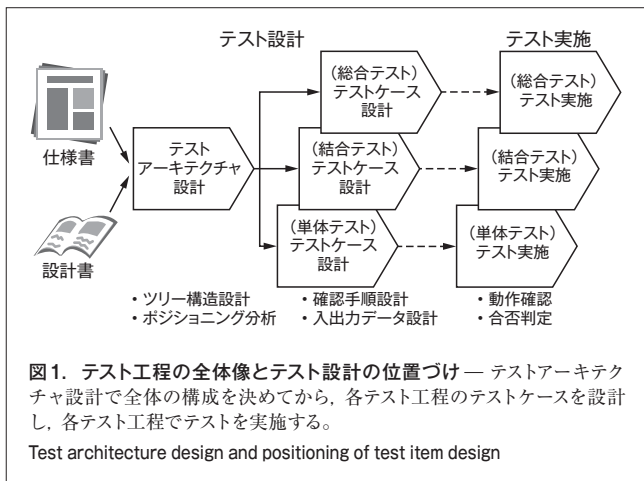 テスト設計
テスト実施
仕様書
設計書
テスト
アーキテクチャ
設計
(総合テスト)
テストケース
設計
(結合テスト)
テストケース
設計
(単体テスト)
テストケース
設計
(総合テスト)
テスト実施
(結合テスト)
テスト実施
(単体テスト)
テスト実施
・ツリー構造設計
・ポジショニング分析
・確認手順設計
・入出力データ設計
・動作確認
・合否判定
図1. テスト工程の全体像とテスト設計の位置づけ — テストアーキテク
チャ設計で全体の構成を決めてから,各テスト工程のテストケースを設計
し,各テスト工程でテストを実施する。
Test architecture design and positioning of test item design